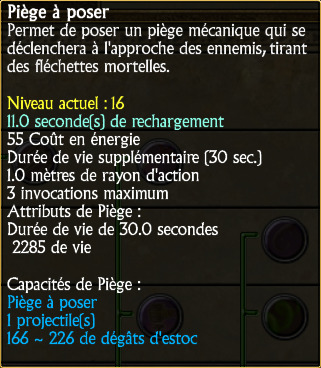 Piège à poser
Permet de poser un piège mécanique qui se
déclenchera à l'approche des ennemis, tirant
des fléchettes mortelles.
Niveau actuel : 16
11.0 seconde(s) de rechargement
55 Coût en énergie
Durée de vie supplémentaire (30 sec.)
1.0 mètres de rayon d'action
3 invocations maximum
Attributs de Piège :
Durée de vie de 30.0 secondes
2285 de vie
Capacités de Piège :
Piège à poser
1 projectile(s)
166 ~ 226 de dégâts d'estoc